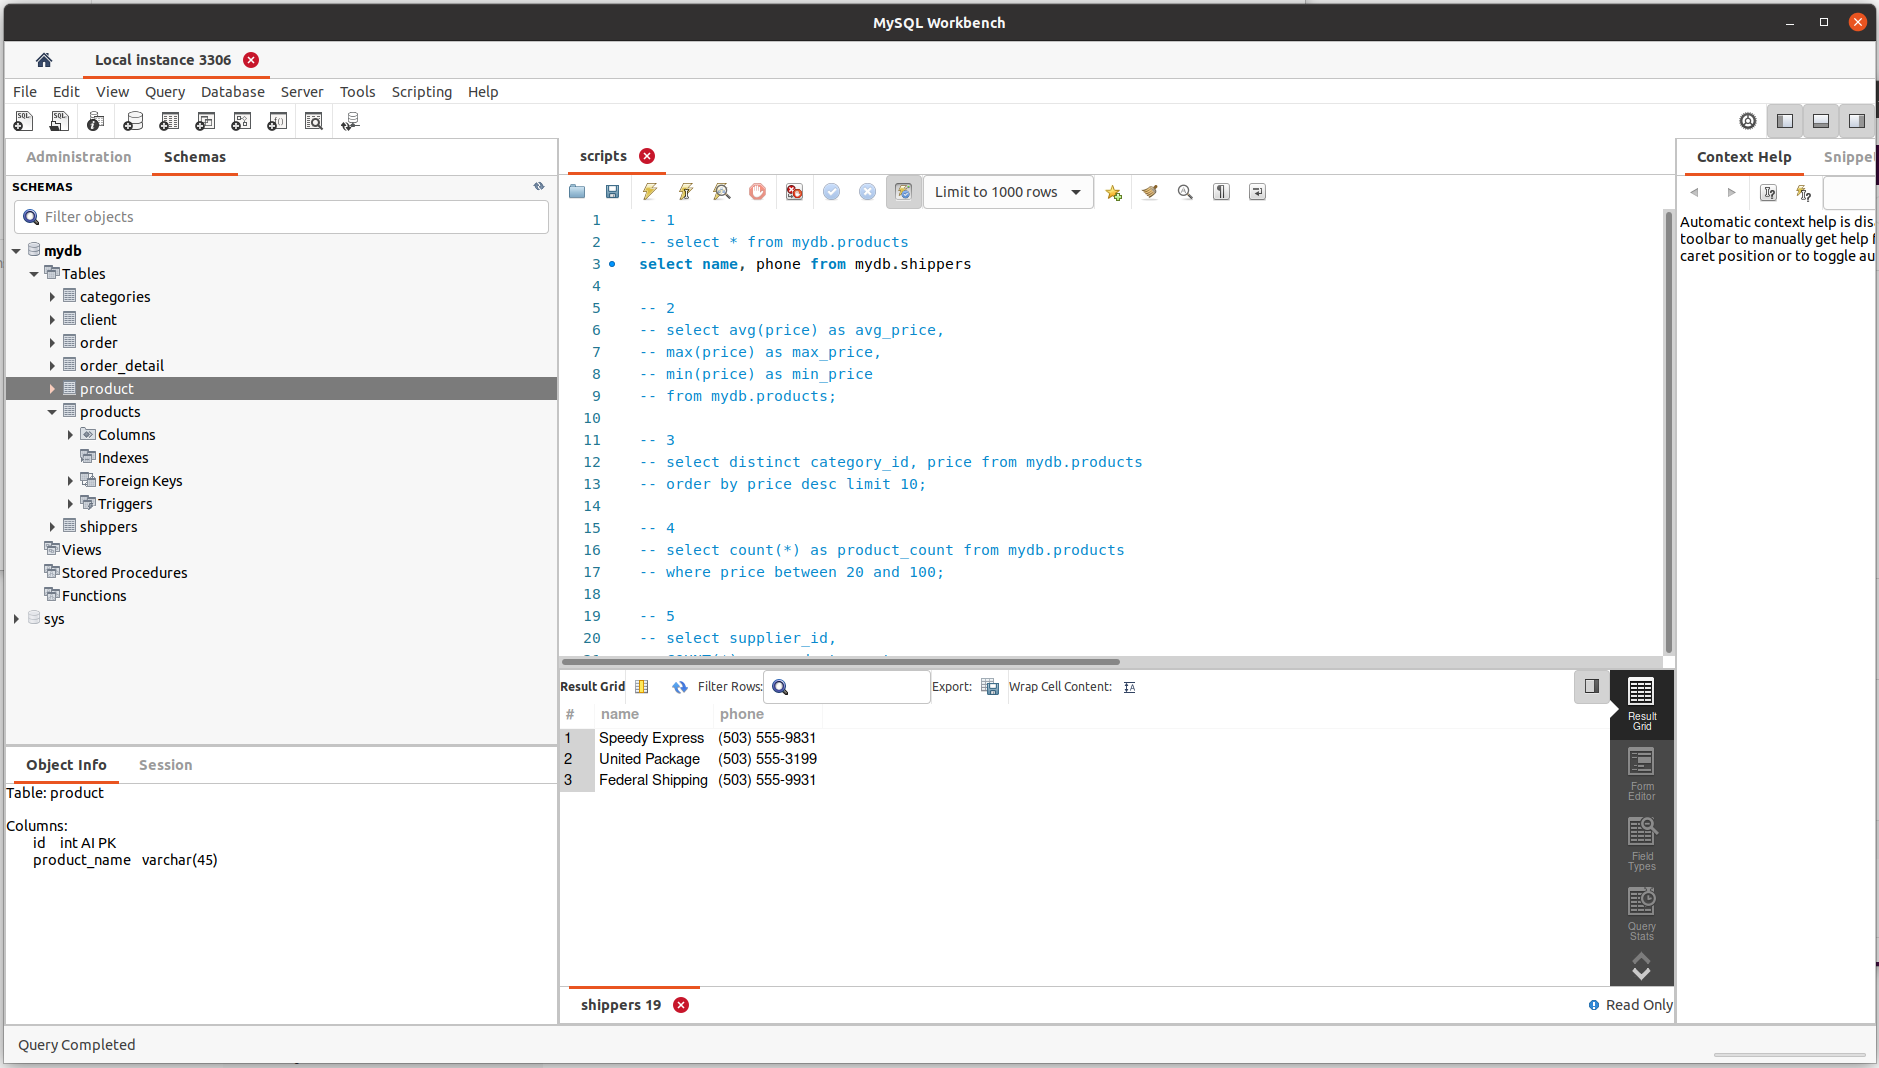 MySQL Workbench
Local instance 3306
File Edit View Query Database Server Tools Scripting Help
Administration Schemas
SCHEMAS
Filter objects
mydb
Tables
categories
client
order
order_detail
product
products
Columns
Indexes
Foreign Keys
Triggers
shippers
Views
Stored Procedures
Functions
sys
Object Info Session
Table: product
Columns:
id int AI PK
product_name varchar(45)
scripts
Limit to 1000 rows
1 -- 1
2 -- select * from mydb.products
3 select name, phone from mydb.shippers
4
5 -- 2
6 -- select avg(price) as avg_price,
7 -- max(price) as max_price,
8 -- min(price) as min_price
9 -- from mydb.products;
10
11 -- 3
12 -- select distinct category_id, price from mydb.products
13 -- order by price desc limit 10;
14
15 -- 4
16 -- select count(*) as product_count from mydb.products
17 -- where price between 20 and 100;
18
19 -- 5
20 -- select supplier_id,
Result Grid Filter Rows: Export: Wrap Cell Content:
# name phone
1 Speedy Express (503) 555-9831
2 United Package (503) 555-3199
3 Federal Shipping (503) 555-9931
Result
Grid
Form
Editor
Field
Types
Query
Stats
shippers 19
Read Only
Context Help Snippe
Automatic context help is dis
toolbar to manually get help
caret position or to toggle au
Query Completed